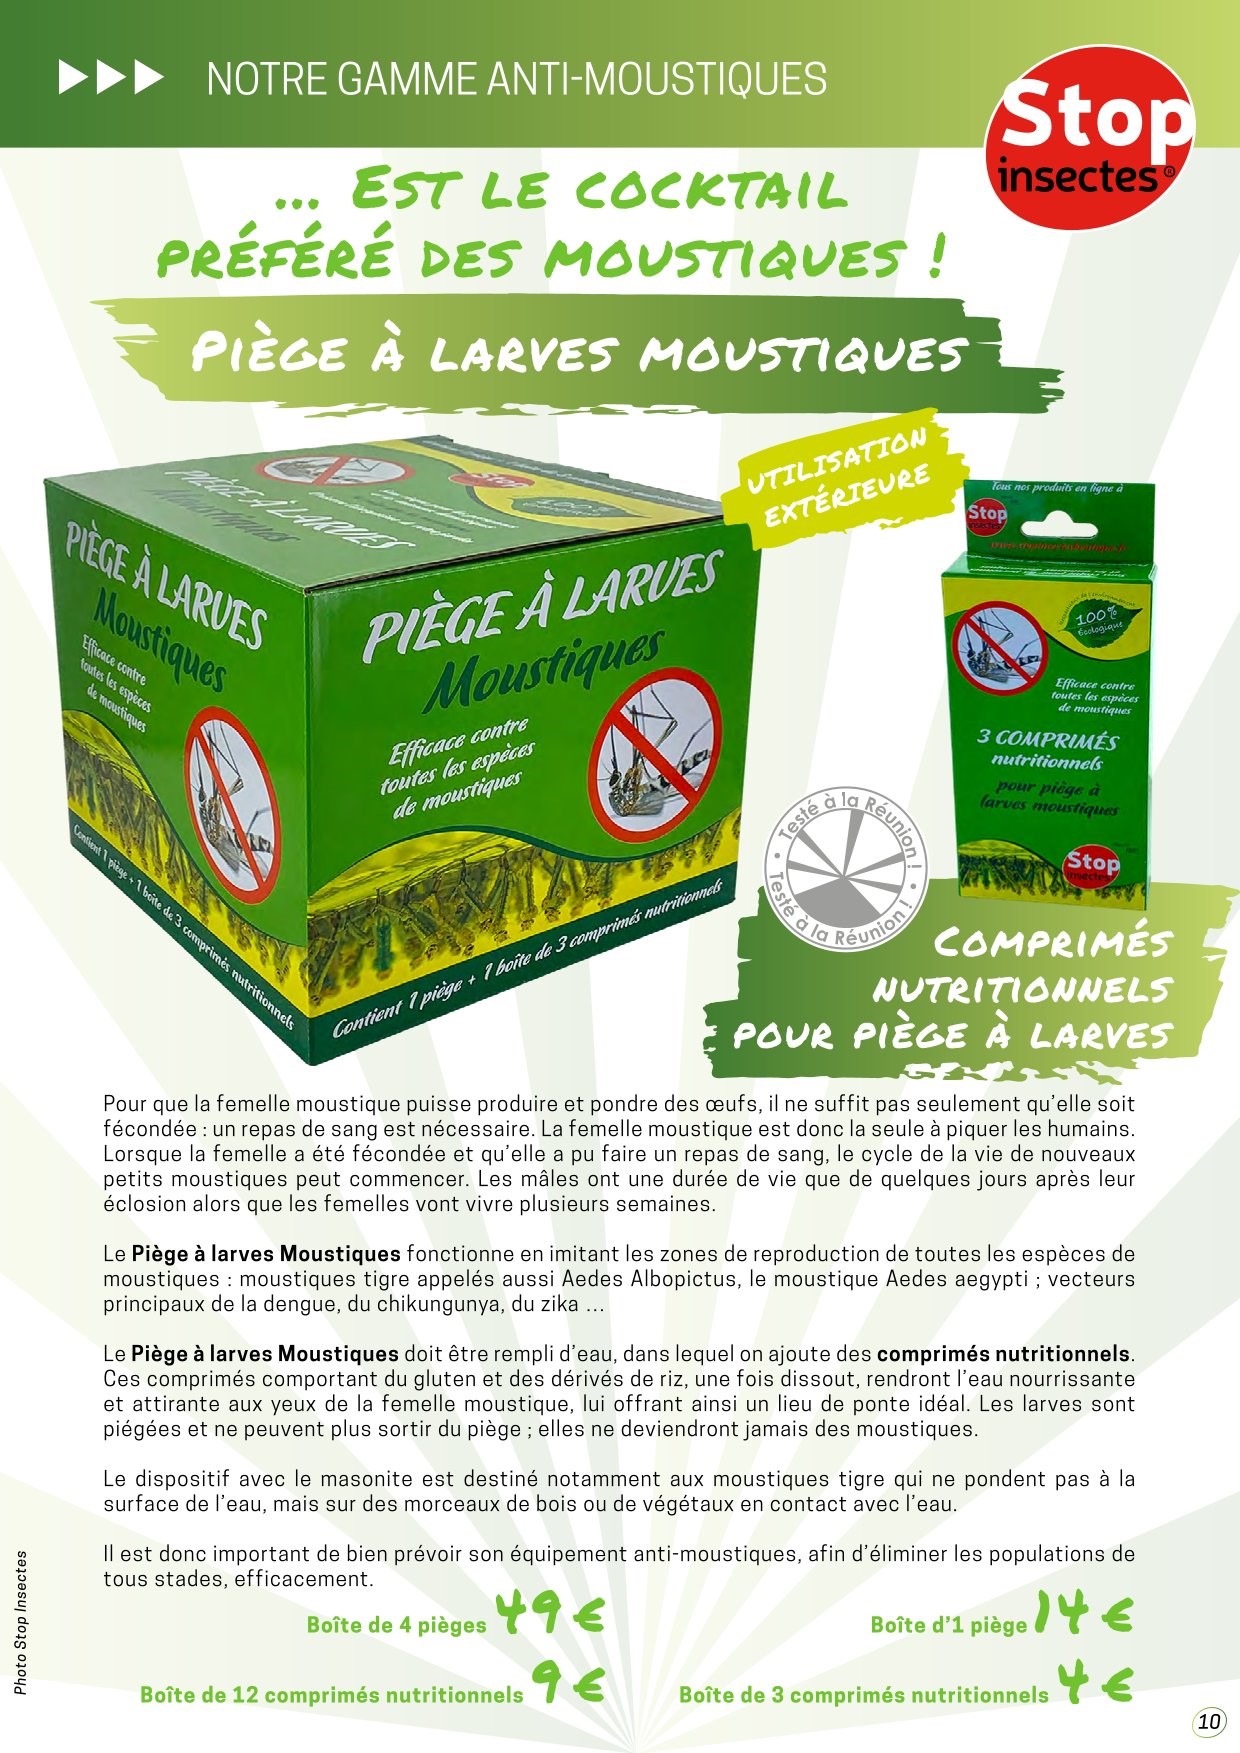 NOTRE GAMME ANTI-MOUSTIQUES
Stop
insectes®
... Est le cocktail
préféré des moustiques !
Piège à larves moustiques
utilisation
extérieure
PIÈGE À LARVES
Moustiques
PIÈGE À LARVES
Moustiques
Efficace contre
toutes les espèces
de moustiques
Contient 1 piège + 1 boîte de 3 comprimés nutritionnels
PIÈGE À LARVES
Moustiques
Efficace contre
toutes les espèces
de moustiques
Contient 1 piège + 1 boîte de 3 comprimés nutritionnels
Tous nos produits en ligne à
Stop
insectes
100%
Écologique
Efficace contre
toutes les espèces
de moustiques
3 COMPRIMÉS
nutritionnels
pour piège à
larves moustiques
Stop
insectes
• Testé à la Réunion ! • Testé à la Réunion !
Comprimés
nutritionnels
pour piège à larves
Pour que la femelle moustique puisse produire et pondre des œufs, il ne suffit pas seulement qu’elle soit
fécondée : un repas de sang est nécessaire. La femelle moustique est donc la seule à piquer les humains.
Lorsque la femelle a été fécondée et qu’elle a pu faire un repas de sang, le cycle de la vie de nouveaux
petits moustiques peut commencer. Les mâles ont une durée de vie que de quelques jours après leur
éclosion alors que les femelles vont vivre plusieurs semaines.
Le Piège à larves Moustiques fonctionne en imitant les zones de reproduction de toutes les espèces de
moustiques : moustiques tigre appelés aussi Aedes Albopictus, le moustique Aedes aegypti ; vecteurs
principaux de la dengue, du chikungunya, du zika ...
Le Piège à larves Moustiques doit être rempli d’eau, dans lequel on ajoute des comprimés nutritionnels.
Ces comprimés comportant du gluten et des dérivés de riz, une fois dissout, rendront l’eau nourrissante
et attirante aux yeux de la femelle moustique, lui offrant ainsi un lieu de ponte idéal. Les larves sont
piégées et ne peuvent plus sortir du piège ; elles ne deviendront jamais des moustiques.
Le dispositif avec le masonite est destiné notamment aux moustiques tigre qui ne pondent pas à la
surface de l’eau, mais sur des morceaux de bois ou de végétaux en contact avec l’eau.
Il est donc important de bien prévoir son équipement anti-moustiques, afin d’éliminer les populations de
tous stades, efficacement.
Boîte de 4 pièges 49 €
Boîte d’1 piège 14 €
Boîte de 12 comprimés nutritionnels 9 €
Boîte de 3 comprimés nutritionnels 4 €
Photo Stop Insectes
10